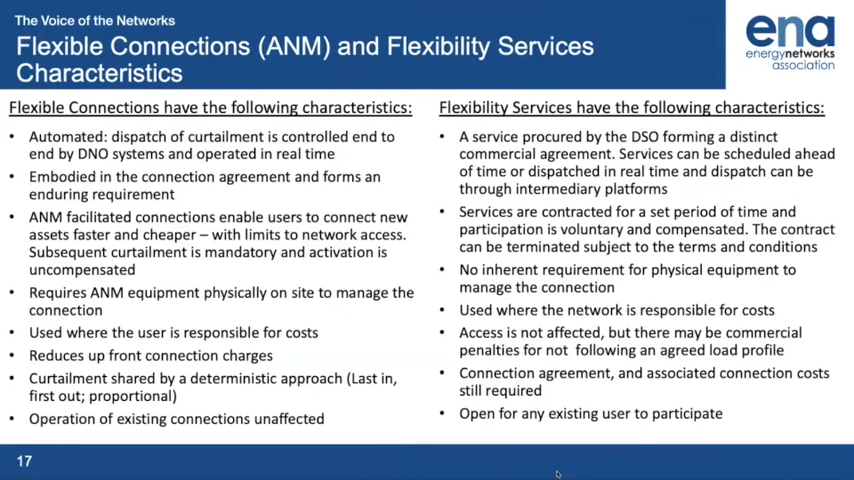 The Voice of the Networks
Flexible Connections (ANM) and Flexibility Services
Characteristics
ena
energynetworks
association
Flexible Connections have the following characteristics:
• Automated: dispatch of curtailment is controlled end to
end by DNO systems and operated in real time
• Embodied in the connection agreement and forms an
enduring requirement
• ANM facilitated connections enable users to connect new
assets faster and cheaper – with limits to network access.
Subsequent curtailment is mandatory and activation is
uncompensated
• Requires ANM equipment physically on site to manage the
connection
• Used where the user is responsible for costs
• Reduces up front connection charges
• Curtailment shared by a deterministic approach (Last in,
first out; proportional)
• Operation of existing connections unaffected
Flexibility Services have the following characteristics:
• A service procured by the DSO forming a distinct
commercial agreement. Services can be scheduled ahead
of time or dispatched in real time and dispatch can be
through intermediary platforms
• Services are contracted for a set period of time and
participation is voluntary and compensated. The contract
can be terminated subject to the terms and conditions
• No inherent requirement for physical equipment to
manage the connection
• Used where the network is responsible for costs
• Access is not affected, but there may be commercial
penalties for not following an agreed load profile
• Connection agreement, and associated connection costs
still required
• Open for any existing user to participate
17